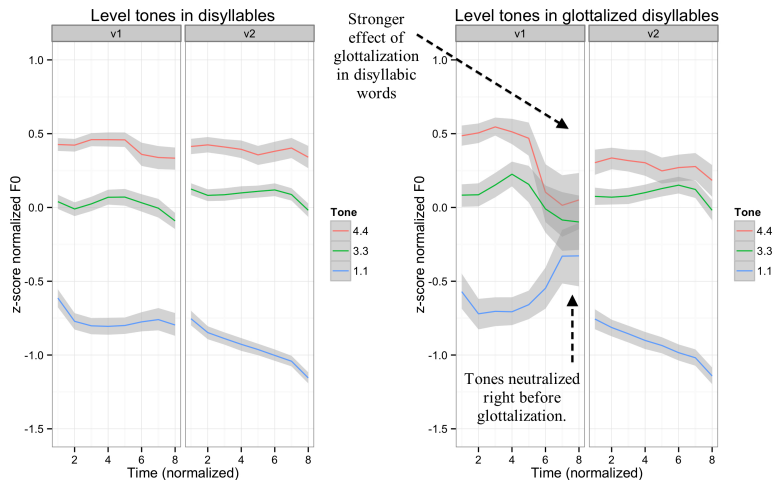 Level tones in disyllables
v1
v2
1.0
0.5
0.0
-0.5
-1.0
-1.5
z-score normalized F0
2
4
6
8
2
4
6
8
Time (normalized)
Tone
4.4
3.3
1.1
Stronger
effect of
glottalization
in disyllabic
words
Level tones in glottalized disyllables
v1
v2
1.0
0.5
0.0
-0.5
-1.0
-1.5
z-score normalized F0
Tones neutralized
right before
glottalization.
2
4
6
8
2
4
6
8
Time (normalized)
Tone
4.4
3.3
1.1